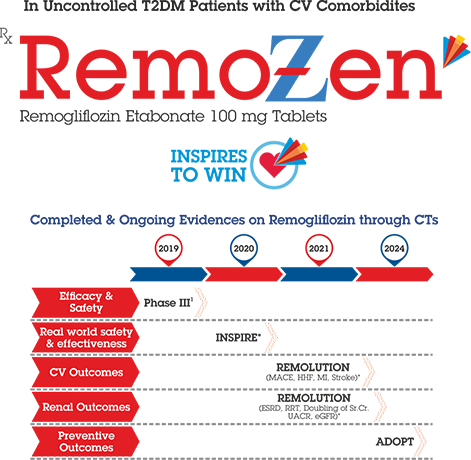 In Uncontrolled T2DM Patients with CV Comorbidites
Rx
RemoZen
Remogliflozin Etabonate 100 mg Tablets
INSPIRES
TO WIN
Completed & Ongoing Evidences on Remogliflozin through CTs
2019 2020 2021 2024
Efficacy &
Safety
Phase III¹
Real world safety
& effectiveness
INSPIRE*
CV Outcomes
REMOLUTION
(MACE, HHF, MI, Stroke)*
Renal Outcomes
REMOLUTION
(ESRD, RRT, Doubling of Sr.Cr.
UACR, eGFR)*
Preventive
Outcomes
ADOPT